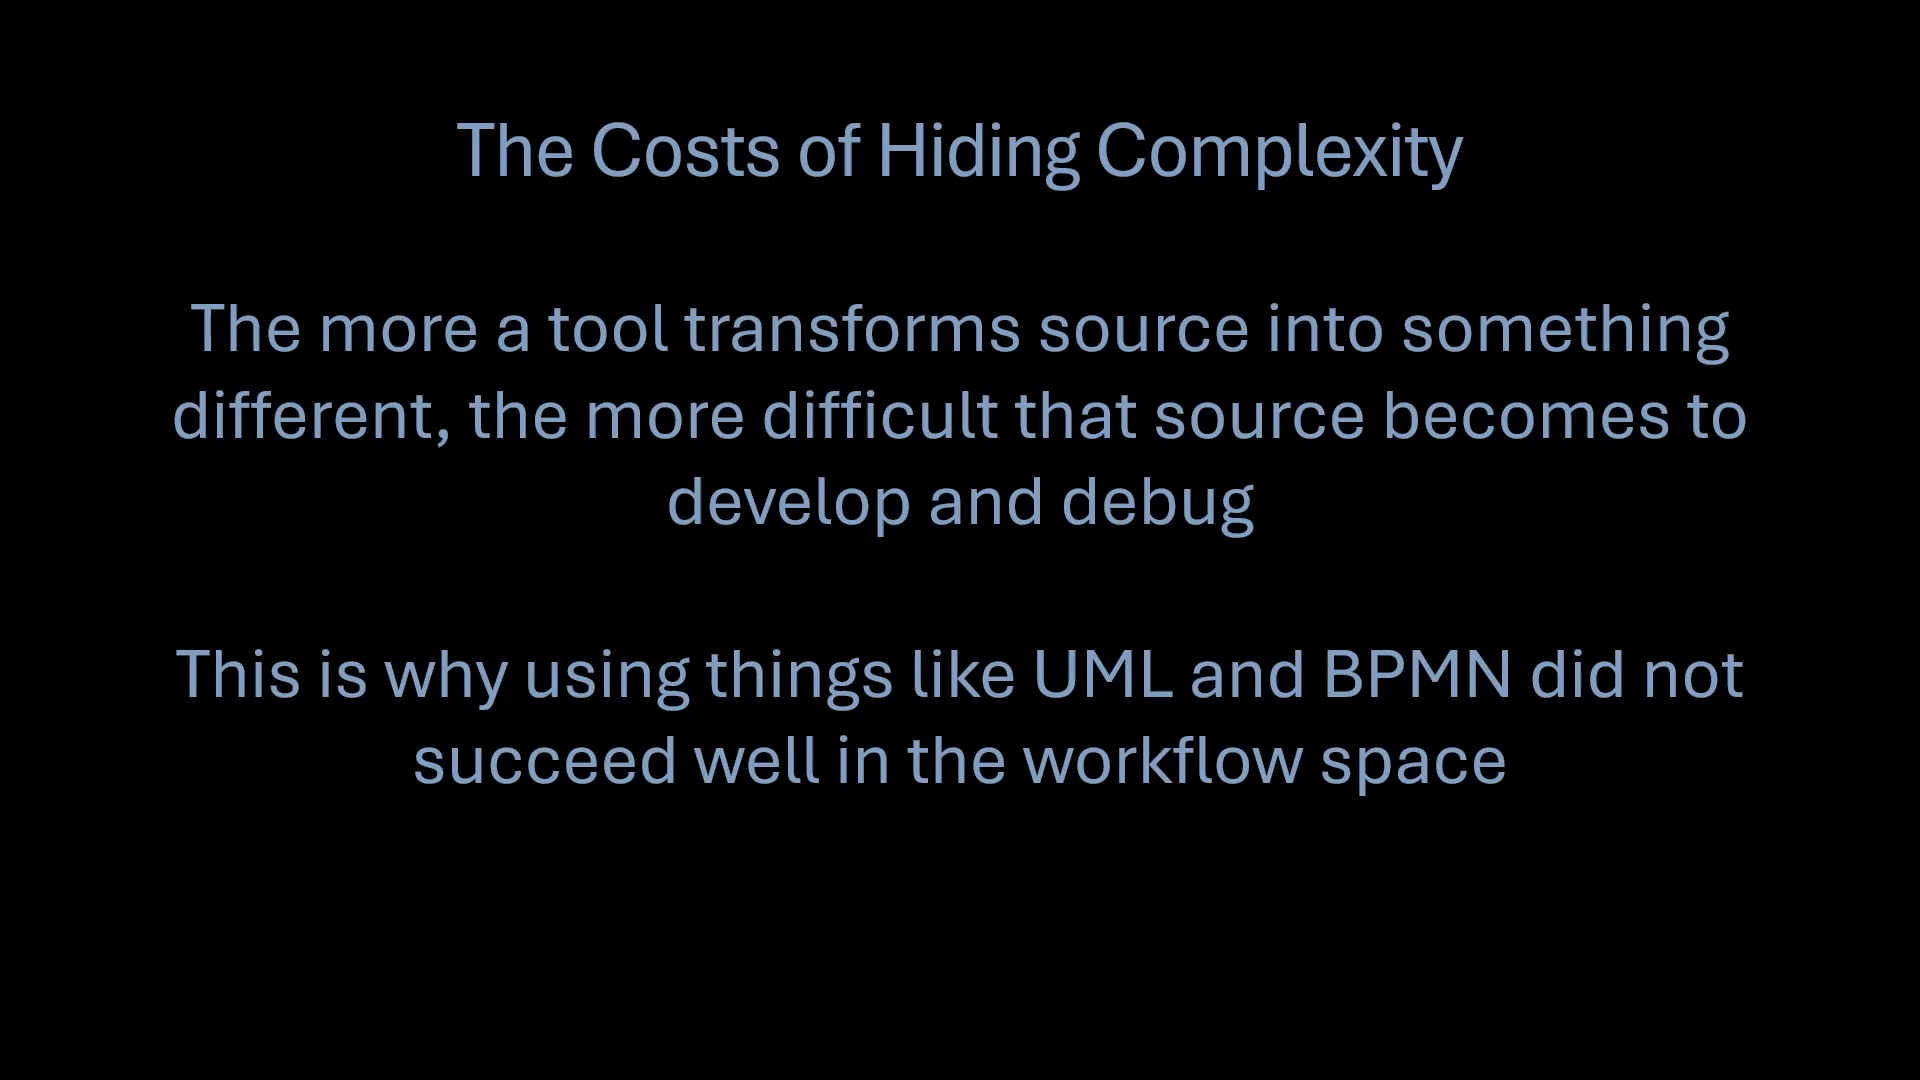 The Costs of Hiding Complexity
The more a tool transforms source into something
different, the more difficult that source becomes to
develop and debug
This is why using things like UML and BPMN did not
succeed well in the workflow space